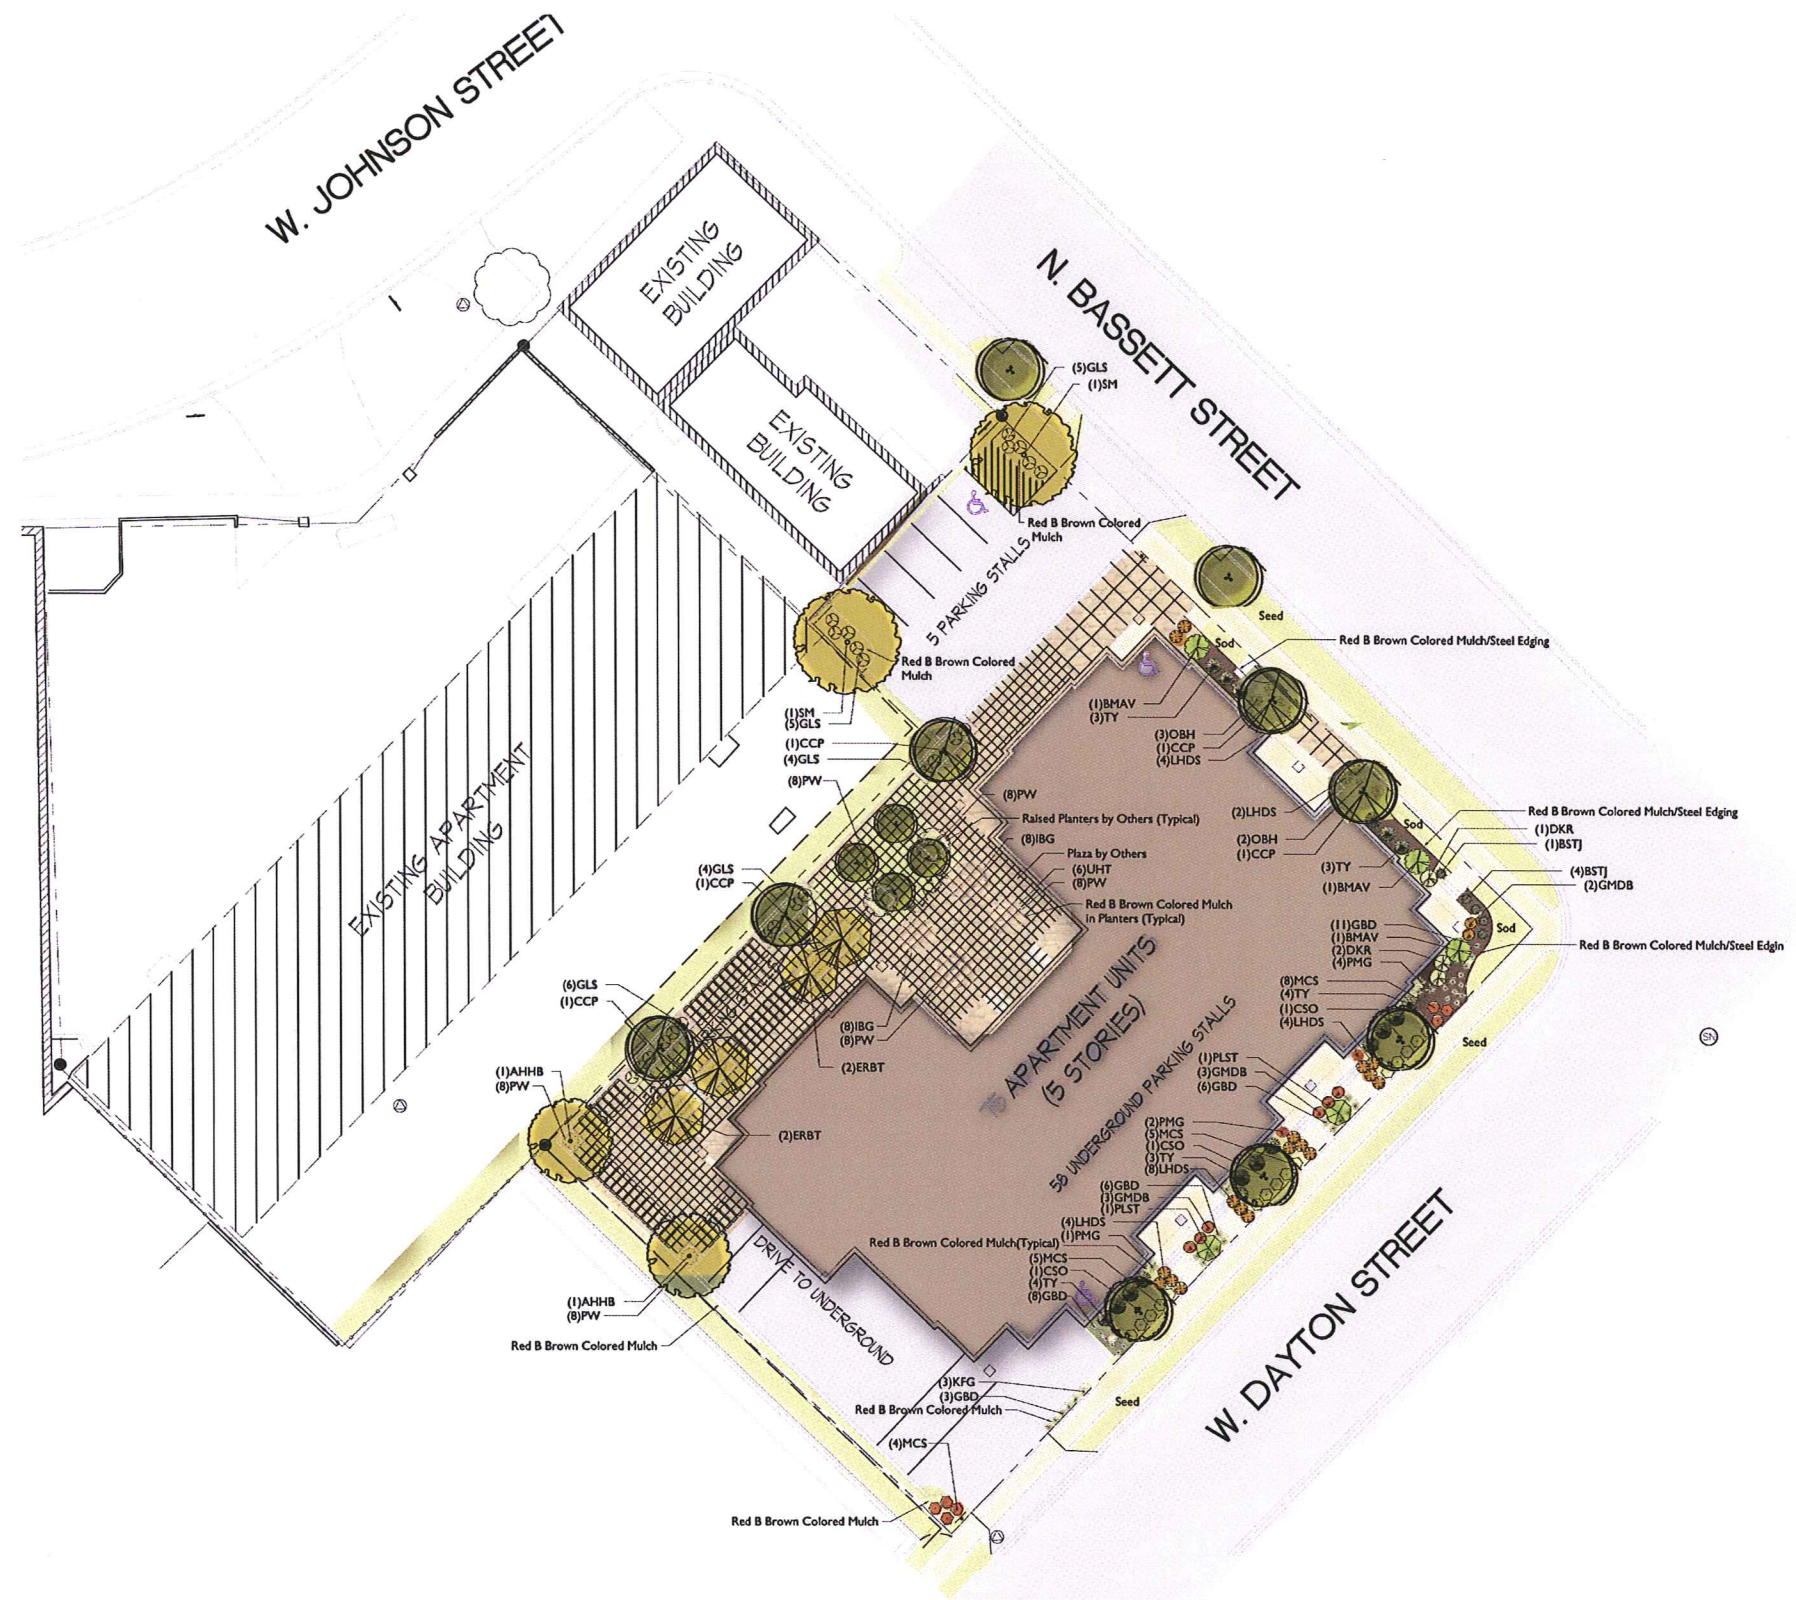 W. JOHNSON STREET
EXISTING
BUILDING
N. BASSETT STREET
(5)GLS
(1)SM
EXISTING
BUILDING
Red B Brown Colored
Mulch
5 PARKING STALLS
Seed
Sod
Red B Brown Colored Mulch/Steel Edging
Red B Brown Colored
Mulch
(1)BMAV
(3)TY
(1)SM
(5)GLS
(3)OBH
(1)CCP
(4)LHDS
(1)CCP
(4)GLS
(8)PW
(8)PW
Raised Planters by Others (Typical)
(8)IBG
Plaza by Others
(6)UHT
(8)PW
Red B Brown Colored Mulch
in Planters (Typical)
(2)LHDS
(2)OBH
(1)CCP
Sod
Red B Brown Colored Mulch/Steel Edging
(1)DKR
(1)BSTJ
(3)TY
(1)BMAV
(4)BSTJ
(2)GMDB
EXISTING APARTMENT
BUILDING
(4)GLS
(1)CCP
(11)GBD
(1)BMAV
(2)DKR
(4)PMG
Sod
Red B Brown Colored Mulch/Steel Edgin
(8)MCS
(4)TY
(1)CSO
(4)LHDS
(6)GLS
(1)CCP
(8)IBG
(8)PW
(2)ERBT
APARTMENT UNITS
(5 STORIES)
58 UNDERGROUND PARKING STALLS
Seed
SN
(1)PLST
(3)GMDB
(6)GBD
(1)AHHB
(8)PW
(2)ERBT
(2)PMG
(5)MCS
(1)CSO
(3)TY
(8)LHDS
(6)GBD
(3)GMDB
(1)PLST
(4)LHDS
(1)PMG
Red B Brown Colored Mulch(Typical)
(5)MCS
(1)CSO
(4)TY
(8)GBD
DRIVE TO UNDERGROUND
(1)AHHB
(8)PW
Red B Brown Colored Mulch
W. DAYTON STREET
(3)KFG
(3)GBD
Red B Brown Colored Mulch
Seed
(4)MCS
Red B Brown Colored Mulch